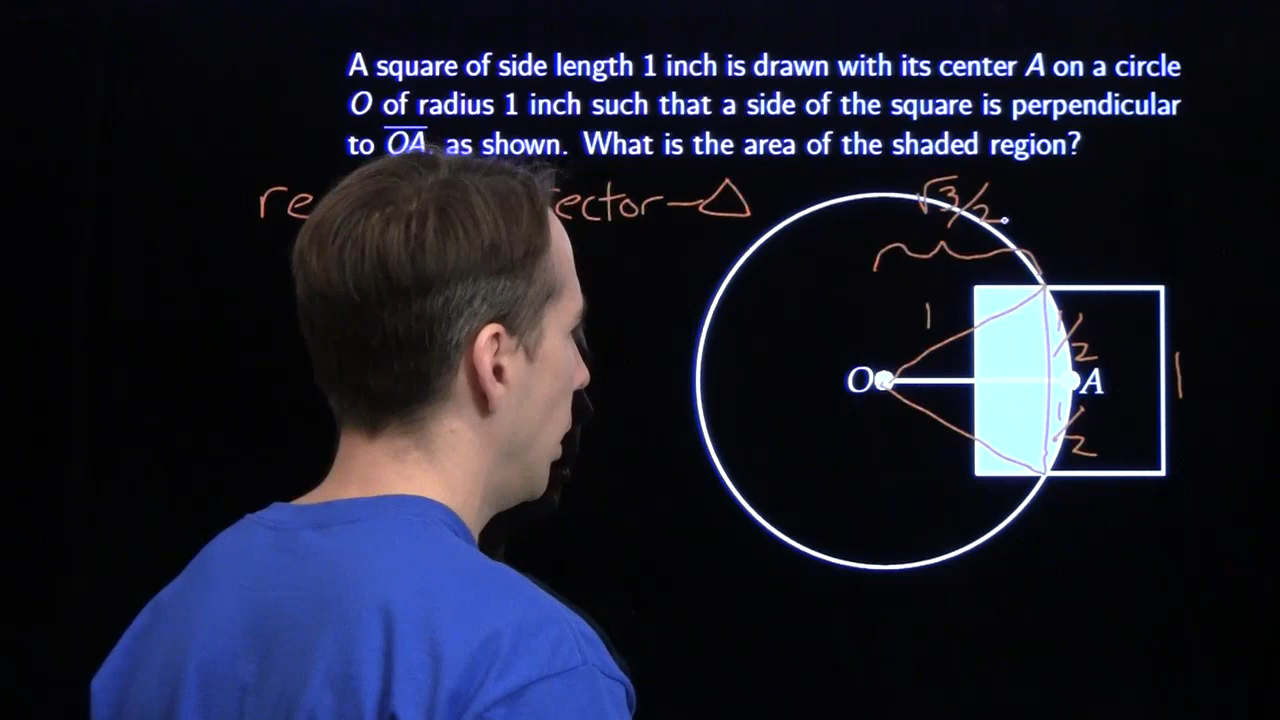 A square of side length 1 inch is drawn with its center A on a circle
O of radius 1 inch such that a side of the square is perpendicular
to OA, as shown. What is the area of the shaded region?
√3/2
1
1/2
O
A
1
1/2